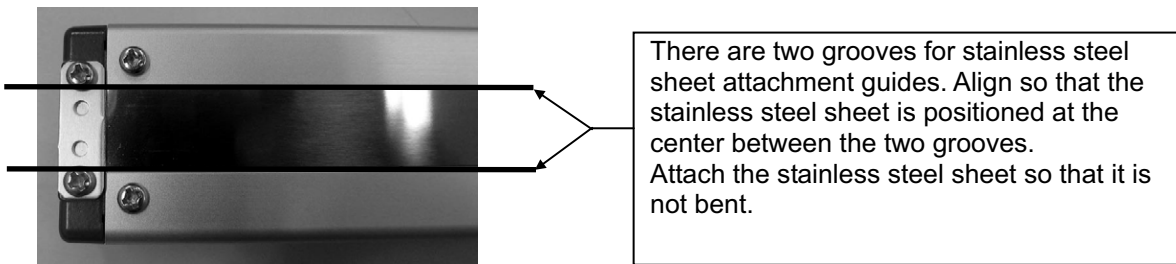 There are two grooves for stainless steel
sheet attachment guides. Align so that the
stainless steel sheet is positioned at the
center between the two grooves.
Attach the stainless steel sheet so that it is
not bent.